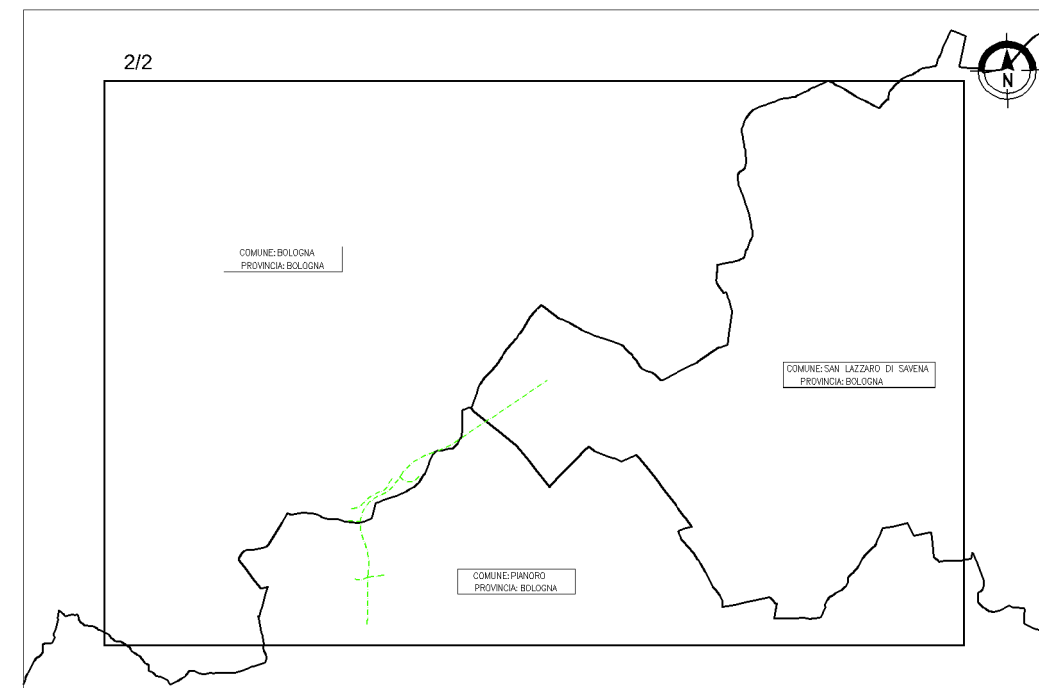 2/2
N
COMUNE: BOLOGNA
PROVINCIA: BOLOGNA
COMUNE: SAN LAZZARO DI SAVENA
PROVINCIA: BOLOGNA
COMUNE: PIANORO
PROVINCIA: BOLOGNA